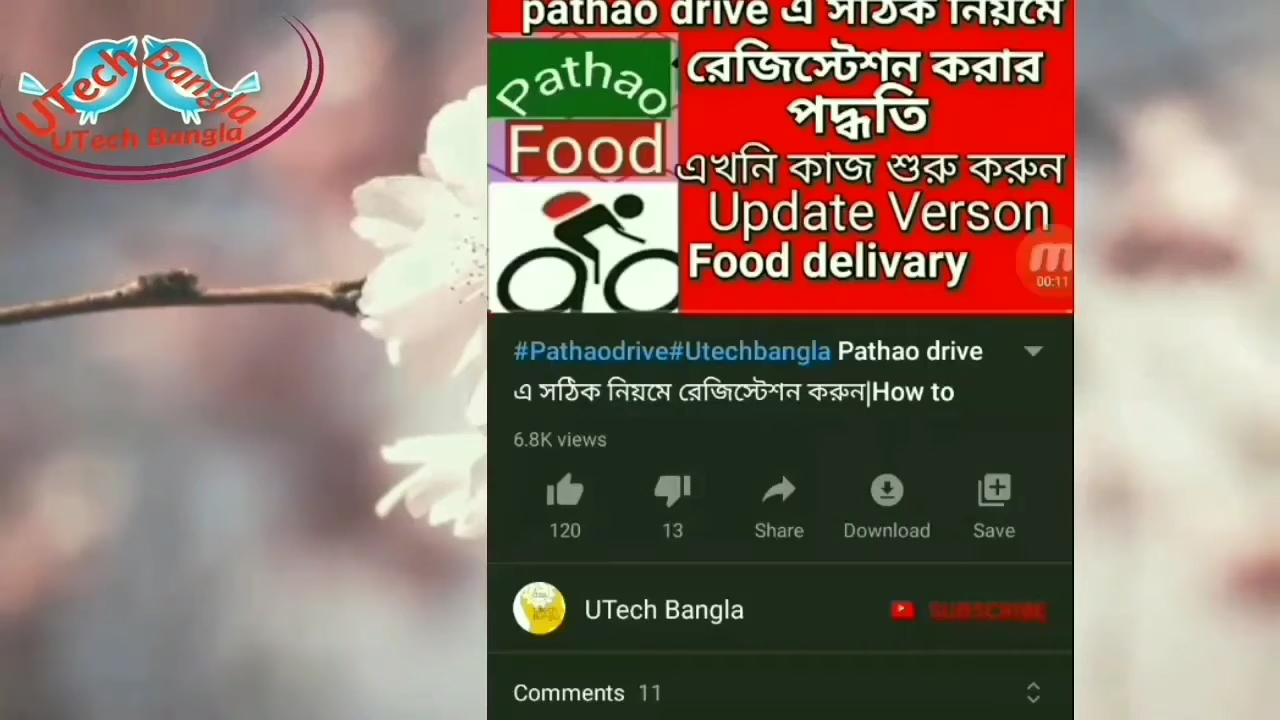 UTech Bangla
UTech Bangla
pathao drive এ সঠিক নিয়মে
রেজিস্টেশন করার
পদ্ধতি
এখনি কাজ শুরু করুন
Update Verson
Food delivary
Pathao
Food
00:11
#Pathaodrive#Utechbangla Pathao drive
এ সঠিক নিয়মে রেজিস্টেশন করুন|How to
6.8K views
120
13
Share
Download
Save
UTech Bangla
SUBSCRIBE
Comments 11